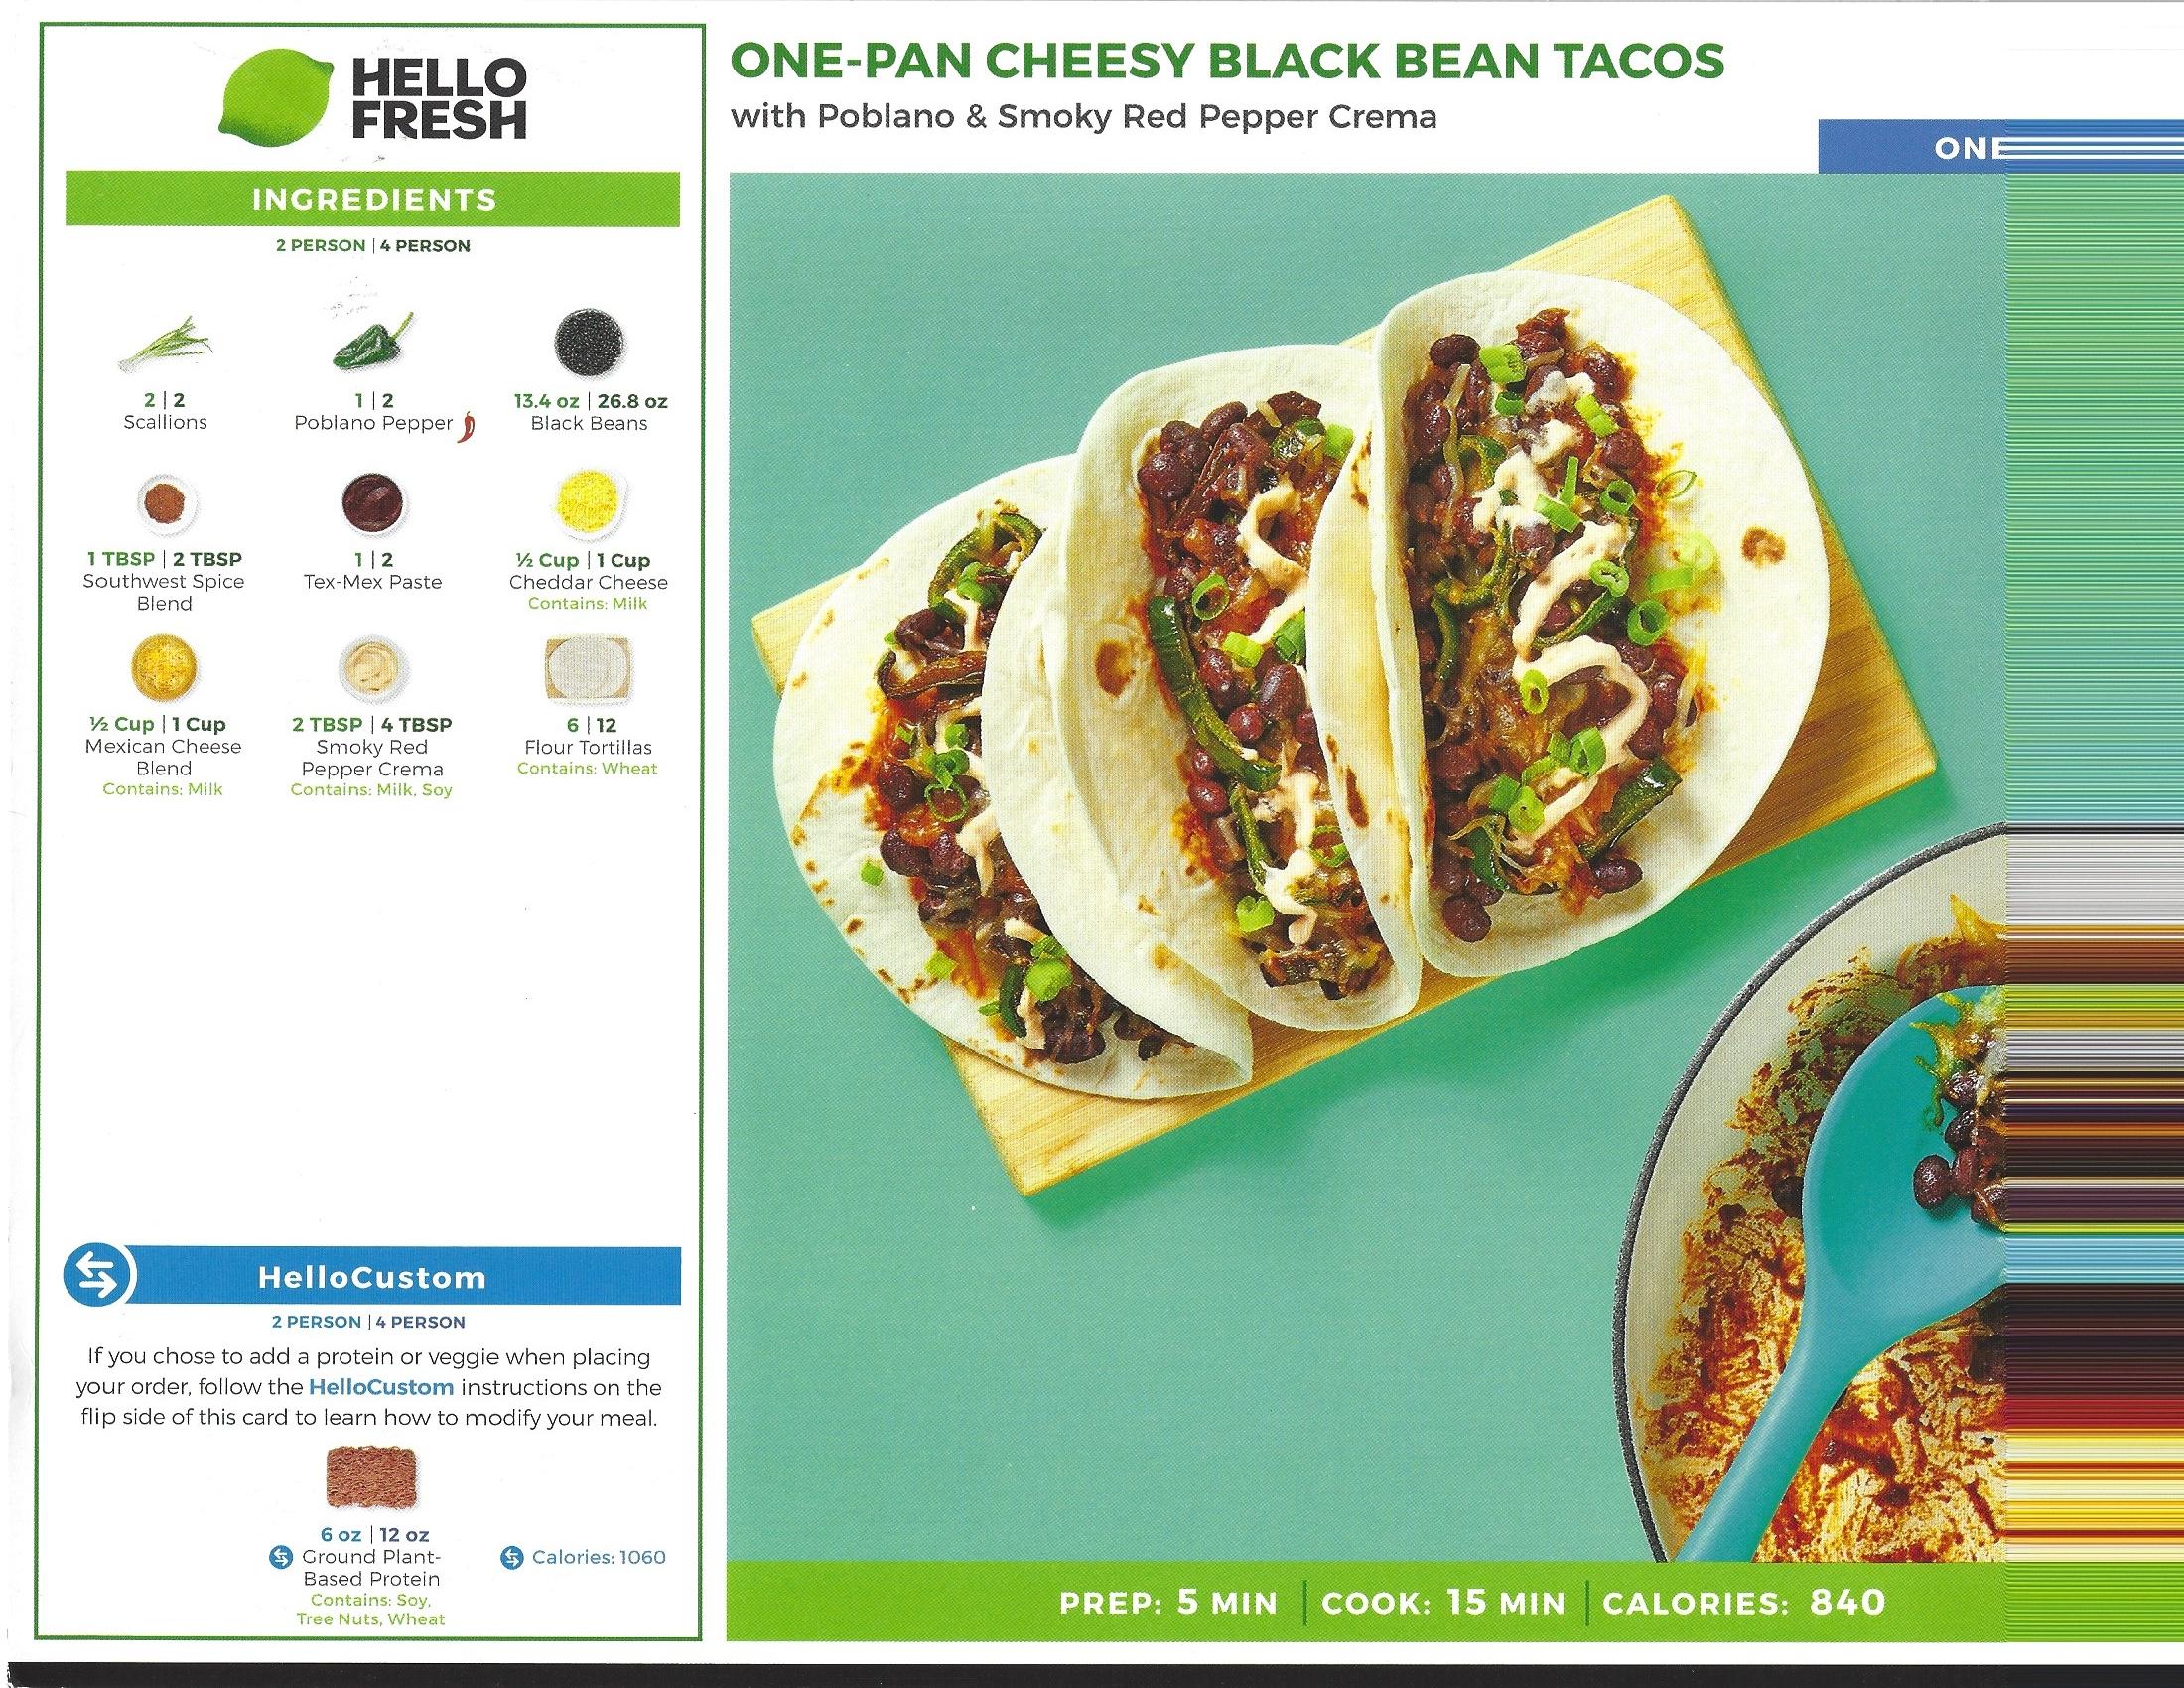 HELLO
FRESH
INGREDIENTS
2 PERSON | 4 PERSON
2 | 2
Scallions
1 | 2
Poblano Pepper
13.4 oz | 26.8 oz
Black Beans
1 TBSP | 2 TBSP
Southwest Spice
Blend
1 | 2
Tex-Mex Paste
½ Cup | 1 Cup
Cheddar Cheese
Contains: Milk
½ Cup | 1 Cup
Mexican Cheese
Blend
Contains: Milk
2 TBSP | 4 TBSP
Smoky Red
Pepper Crema
Contains: Milk, Soy
6 | 12
Flour Tortillas
Contains: Wheat
HelloCustom
2 PERSON | 4 PERSON
If you chose to add a protein or veggie when placing
your order, follow the HelloCustom instructions on the
flip side of this card to learn how to modify your meal.
6 oz | 12 oz
Ground Plant-
Based Protein
Contains: Soy,
Tree Nuts, Wheat
Calories: 1060
ONE-PAN CHEESY BLACK BEAN TACOS
with Poblano & Smoky Red Pepper Crema
ONE
PREP: 5 MIN | COOK: 15 MIN | CALORIES: 840